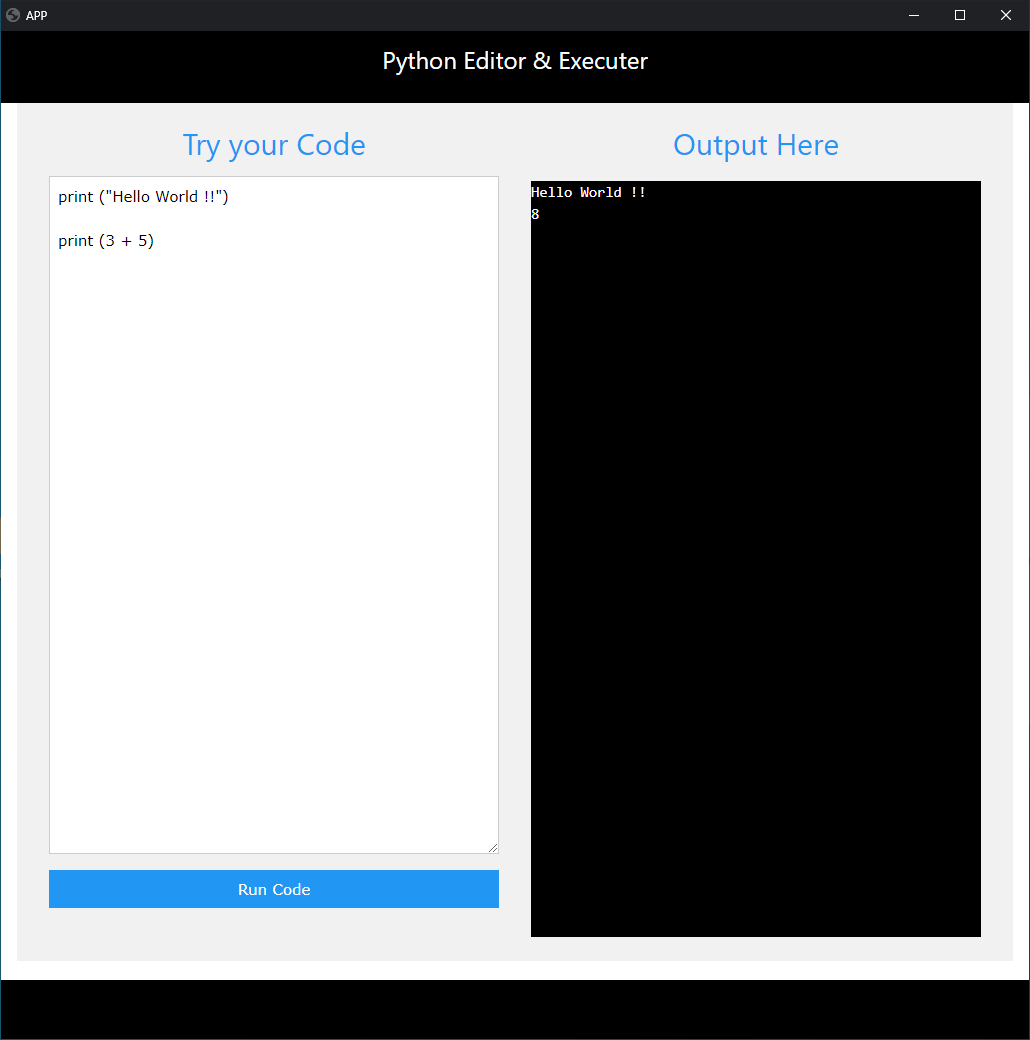 APP
Python Editor & Executer
Try your Code
print ("Hello World !!")
print (3 + 5)
Run Code
Output Here
Hello World !!
8